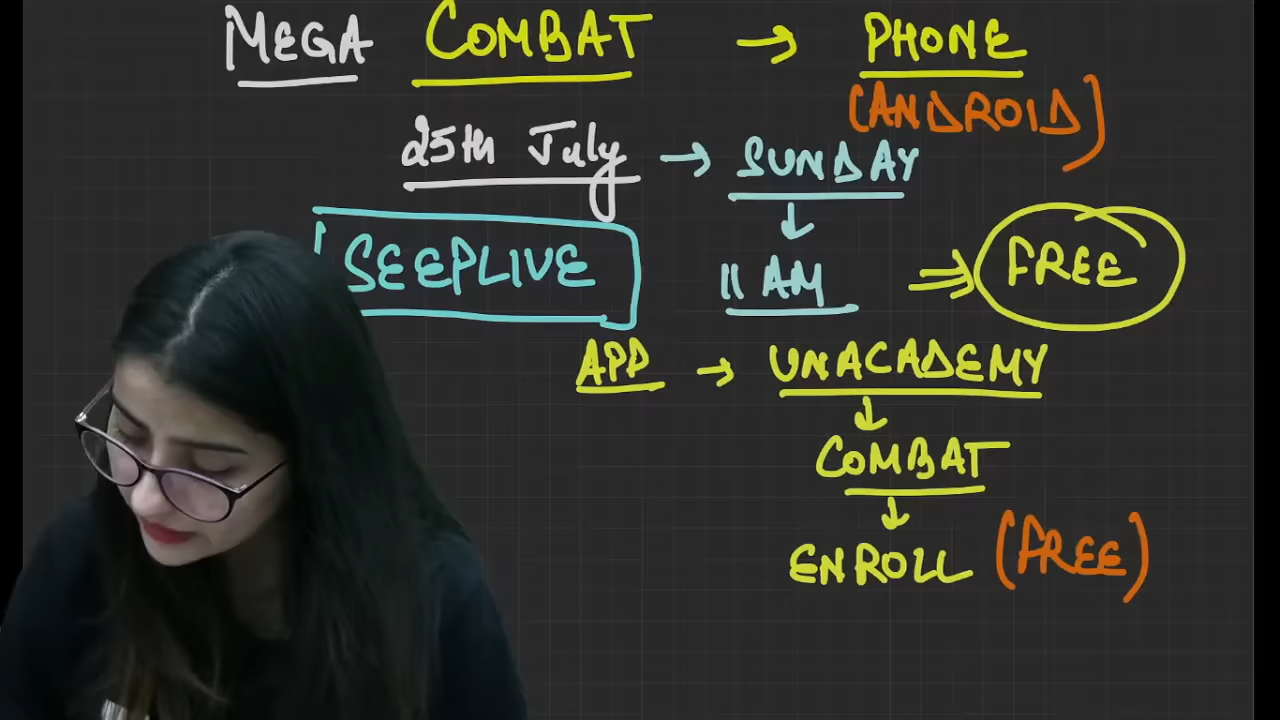 MEGA COMBAT → PHONE
(ANDROID)
25th July → SUNDAY
↓
SEEPLIVE 11 AM ⇒ FREE
APP → UNACADEMY
↓
COMBAT
↓
ENROLL (FREE)